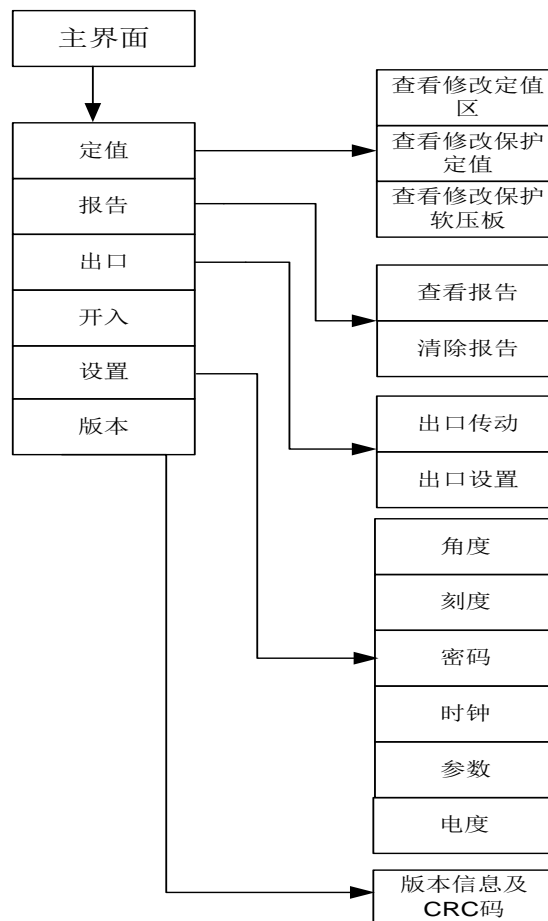 主界面
定值
报告
出口
开入
设置
版本
查看修改定值
区
查看修改保护
定值
查看修改保护
软压板
查看报告
清除报告
出口传动
出口设置
角度
刻度
密码
时钟
参数
电度
版本信息及
CRC码